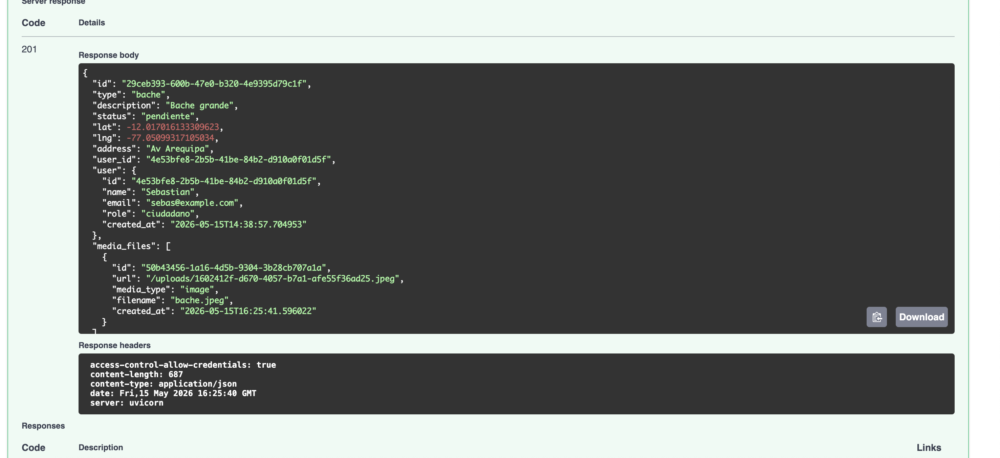 Server response
Code Details
201
Response body
{
  "id": "29ceb393-600b-47e0-b320-4e9395d79c1f",
  "type": "bache",
  "description": "Bache grande",
  "status": "pendiente",
  "lat": -12.017016133309623,
  "lng": -77.05099317105034,
  "address": "Av Arequipa",
  "user_id": "4e53bfe8-2b5b-41be-84b2-d910a0f01d5f",
  "user": {
    "id": "4e53bfe8-2b5b-41be-84b2-d910a0f01d5f",
    "name": "Sebastian",
    "email": "sebas@example.com",
    "role": "ciudadano",
    "created_at": "2026-05-15T14:38:57.704953"
  },
  "media_files": [
    {
      "id": "50b43456-1a16-4d5b-9304-3b28cb707a1a",
      "url": "/uploads/1602412f-d670-4057-b7a1-afe55f36ad25.jpeg",
      "media_type": "image",
      "filename": "bache.jpeg",
      "created_at": "2026-05-15T16:25:41.596022"
    }
  ]
Download
Response headers
access-control-allow-credentials: true
content-length: 687
content-type: application/json
date: Fri,15 May 2026 16:25:40 GMT
server: uvicorn
Responses
Code Description Links